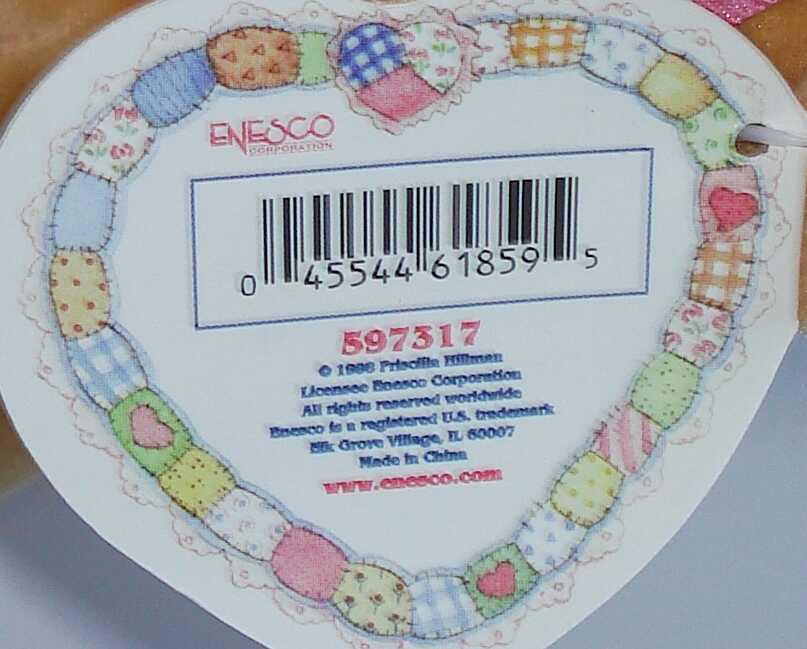 ENESCO
CORPORATION
0 45544 61859 5
597317
© 1998 Priscilla Hillman
Licensee Enesco Corporation
All rights reserved worldwide
Enesco is a registered U.S. trademark
Elk Grove Village, IL 60007
Made in China
www.enesco.com